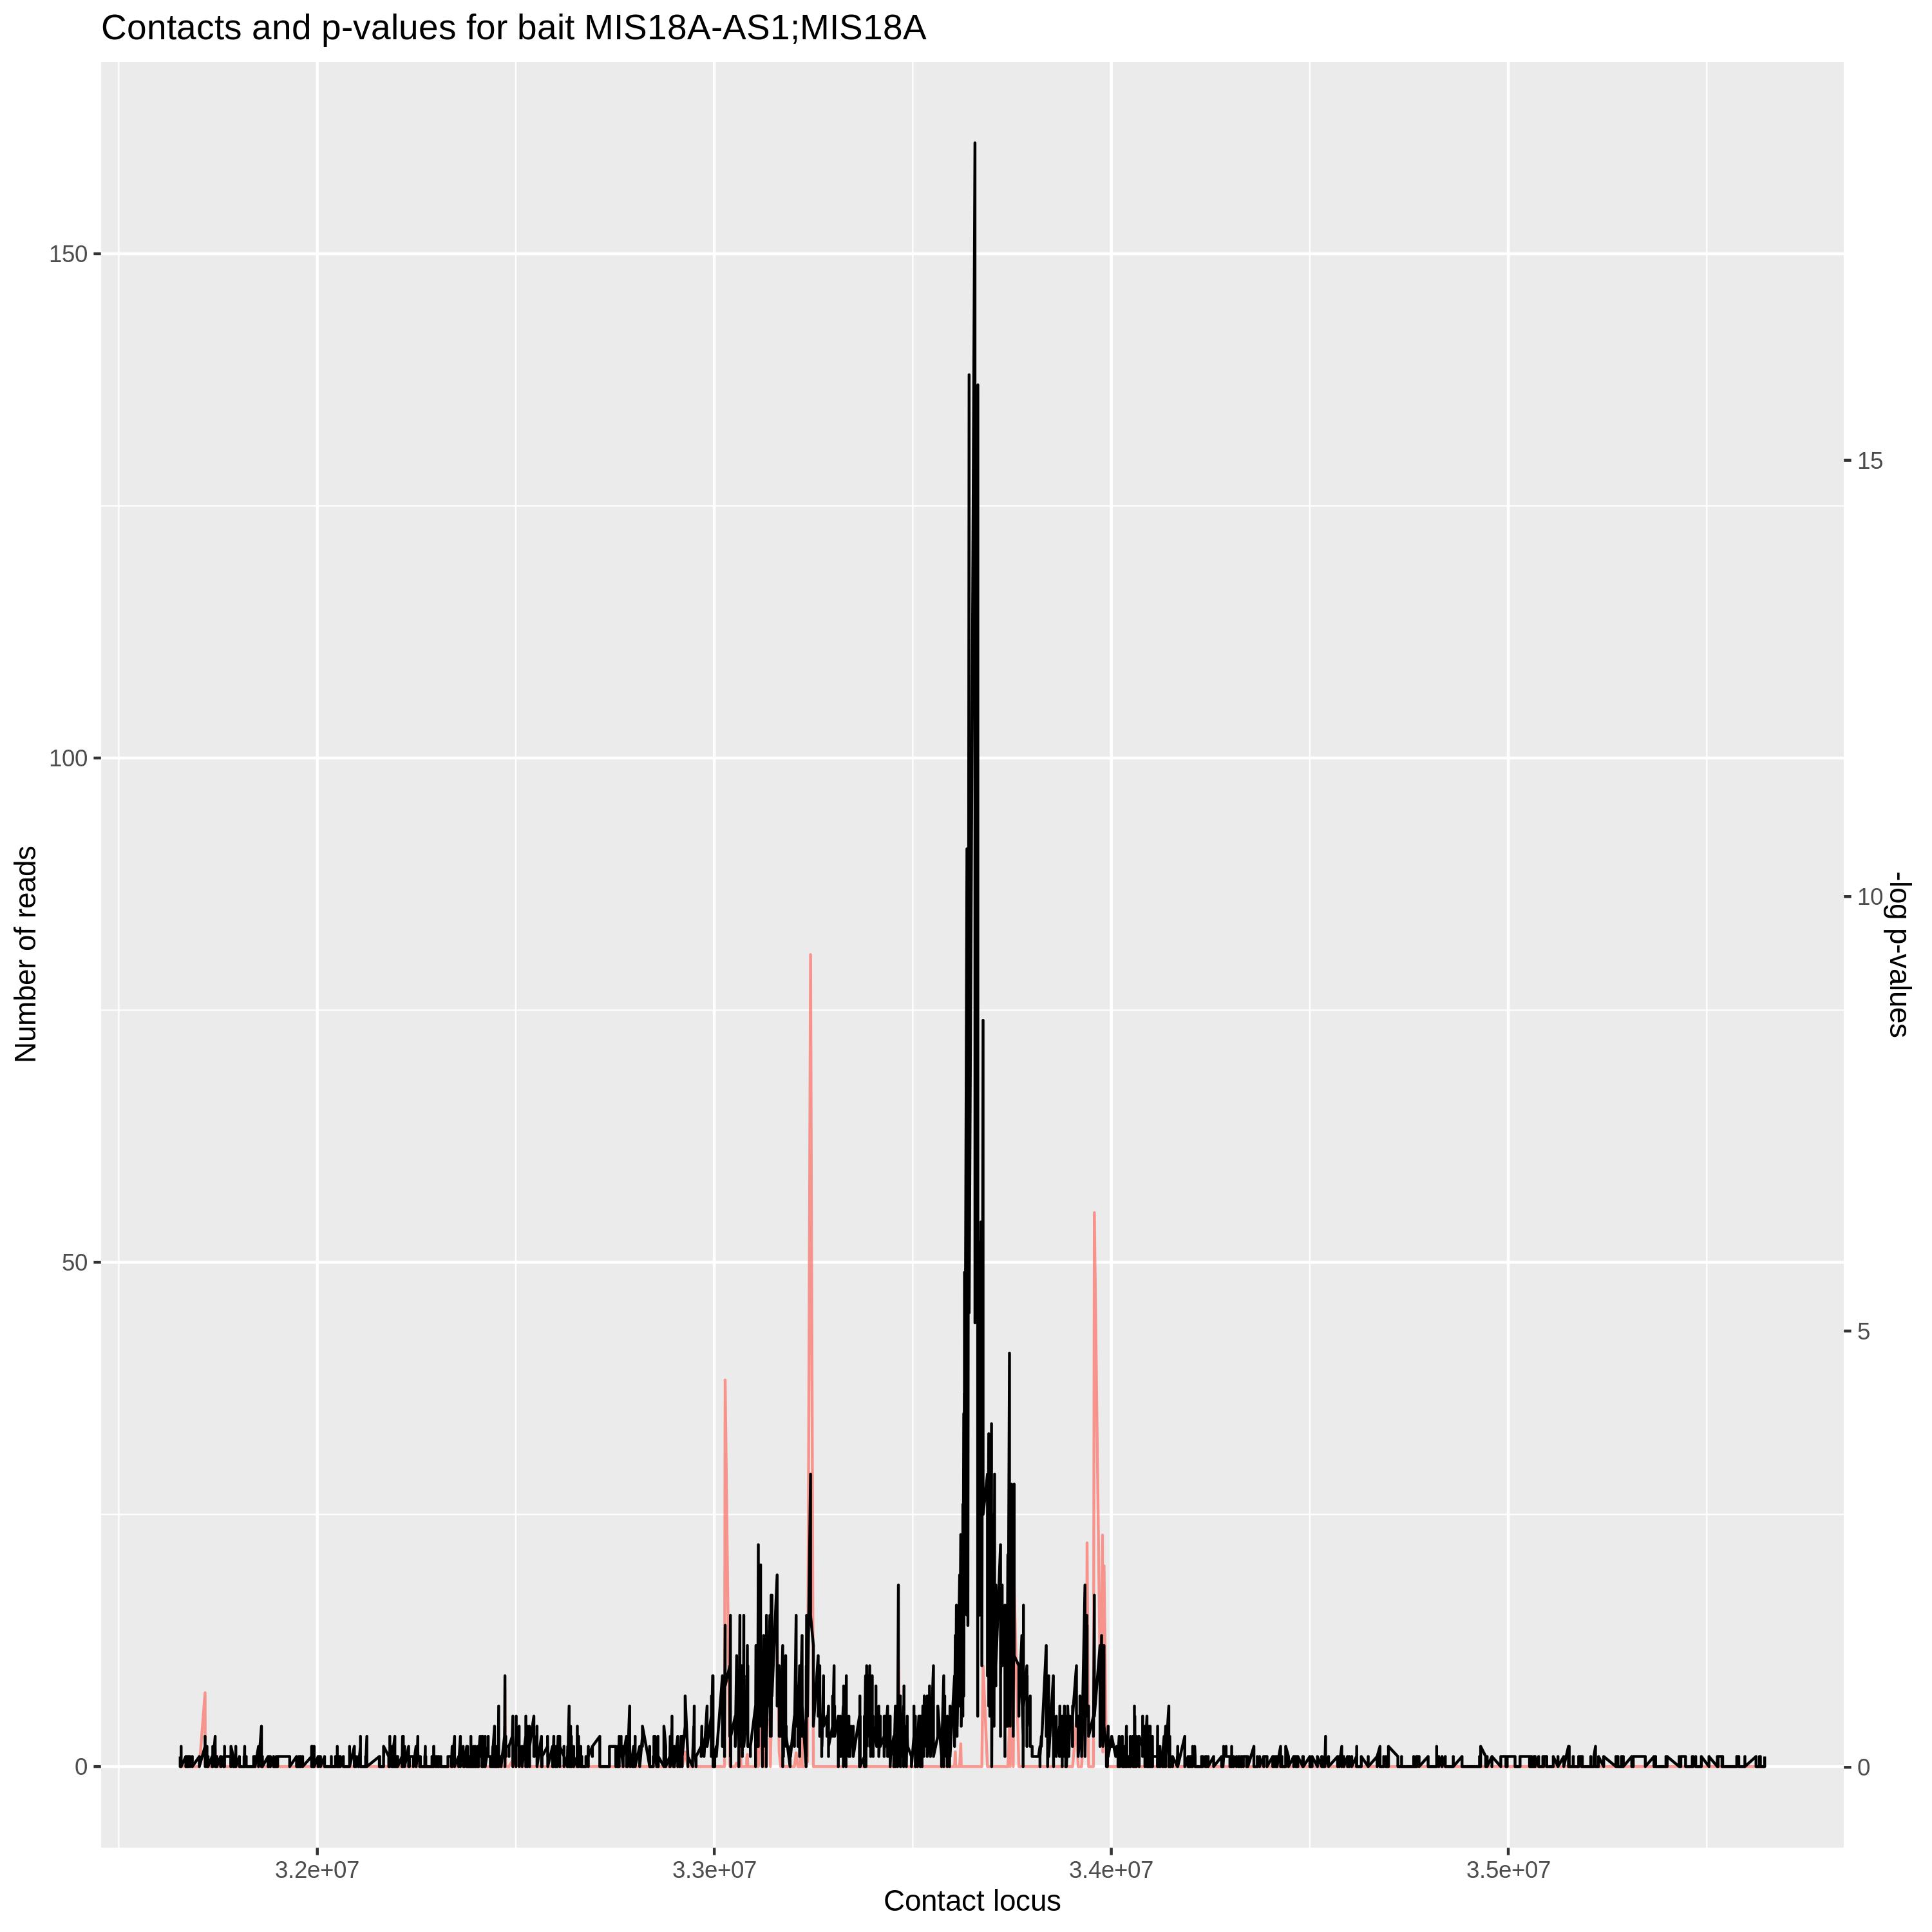 Contacts and p-values for bait MIS18A-AS1;MIS18A
150
100
50
0
Number of reads
15
10
5
0
-log p-values
3.2e+07 3.3e+07 3.4e+07 3.5e+07
Contact locus